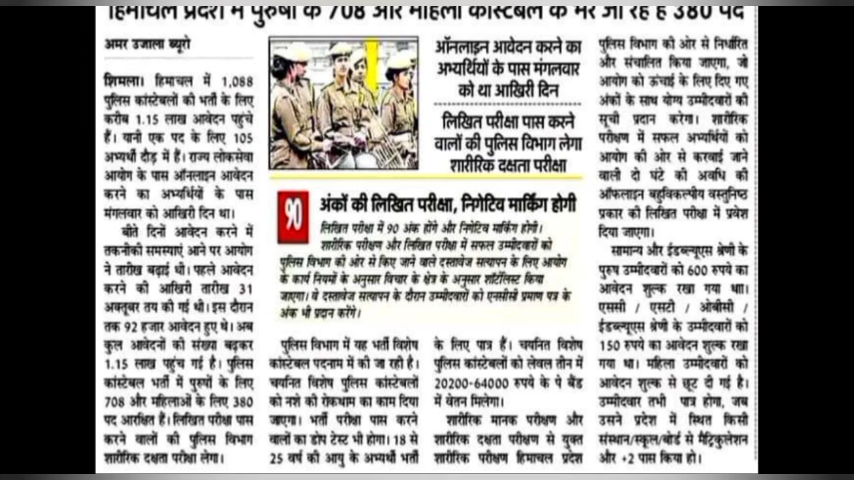 हिमाचल प्रदेश में पुरुषों के 708 और महिला कांस्टेबल के भरे जा रहे हैं 380 पद
अमर उजाला ब्यूरो
शिमला। हिमाचल में 1,088
पुलिस कांस्टेबलों की भर्ती के लिए
करीब 1.15 लाख आवेदन पहुंचे
हैं। यानी एक पद के लिए 105
अभ्यर्थी दौड़ में हैं। राज्य लोकसेवा
आयोग के पास ऑनलाइन आवेदन
करने का अभ्यर्थियों के पास
मंगलवार को आखिरी दिन था।
बीते दिनों आवेदन करने में
तकनीकी समस्याएं आने पर आयोग
ने तारीख बढ़ाई थी। पहले आवेदन
करने की आखिरी तारीख 31
अक्तूबर तय की गई थी। इस दौरान
तक 92 हजार आवेदन हुए थे। अब
कुल आवेदनों की संख्या बढ़कर
1.15 लाख पहुंच गई है। पुलिस
कांस्टेबल भर्ती में पुरुषों के लिए
708 और महिलाओं के लिए 380
पद आरक्षित हैं। लिखित परीक्षा पास
करने वालों की पुलिस विभाग
शारीरिक दक्षता परीक्षा लेगा।
ऑनलाइन आवेदन करने का
अभ्यर्थियों के पास मंगलवार
को था आखिरी दिन
लिखित परीक्षा पास करने
वालों की पुलिस विभाग लेगा
शारीरिक दक्षता परीक्षा
90 अंकों की लिखित परीक्षा, निगेटिव मार्किंग होगी
लिखित परीक्षा में 90 अंक होंगे और निगेटिव मार्किंग होगी।
शारीरिक परीक्षण और लिखित परीक्षा में सफल उम्मीदवारों को
पुलिस विभाग की ओर से किए जाने वाले दस्तावेज सत्यापन के लिए आयोग
के कार्य नियमों के अनुसार विचार के क्षेत्र के अनुसार शॉर्टलिस्ट किया
जाएगा। ये दस्तावेज सत्यापन के दौरान उम्मीदवारों को एनसीसी प्रमाण पत्र के
अंक भी प्रदान करेंगे।
पुलिस विभाग में यह भर्ती विशेष
कांस्टेबल पदनाम में की जा रही है।
चयनित विशेष पुलिस कांस्टेबलों
को नशे की रोकथाम का काम दिया
जाएगा। भर्ती परीक्षा पास करने
वालों का डोप टेस्ट भी होगा। 18 से
25 वर्ष की आयु के अभ्यर्थी भर्ती
के लिए पात्र हैं। चयनित विशेष
पुलिस कांस्टेबलों को लेवल तीन में
20200-64000 रुपये के पे बैंड
में वेतन मिलेगा।
शारीरिक मानक परीक्षण और
शारीरिक दक्षता परीक्षण से युक्त
शारीरिक परीक्षण हिमाचल प्रदेश
पुलिस विभाग की ओर से निर्धारित
और संचालित किया जाएगा, जो
आयोग को ऊंचाई के लिए दिए गए
अंकों के साथ योग्य उम्मीदवारों की
सूची प्रदान करेगा। शारीरिक
परीक्षण में सफल अभ्यर्थियों को
आयोग की ओर से करवाई जाने
वाली दो घंटे की अवधि की
ऑफलाइन बहुविकल्पीय वस्तुनिष्ठ
प्रकार की लिखित परीक्षा में प्रवेश
दिया जाएगा।
सामान्य और ईडब्ल्यूएस श्रेणी के
पुरुष उम्मीदवारों को 600 रुपये का
आवेदन शुल्क रखा गया था।
एससी / एसटी / ओबीसी /
ईडब्ल्यूएस श्रेणी के उम्मीदवारों को
150 रूपये का आवेदन शुल्क रखा
गया था। महिला उम्मीदवारों को
आवेदन शुल्क से छूट दी गई है।
उम्मीदवार तभी पात्र होगा, जब
उसने प्रदेश में स्थित किसी
संस्थान/स्कूल/बोर्ड से मैट्रिकुलेशन
और +2 पास किया हो।